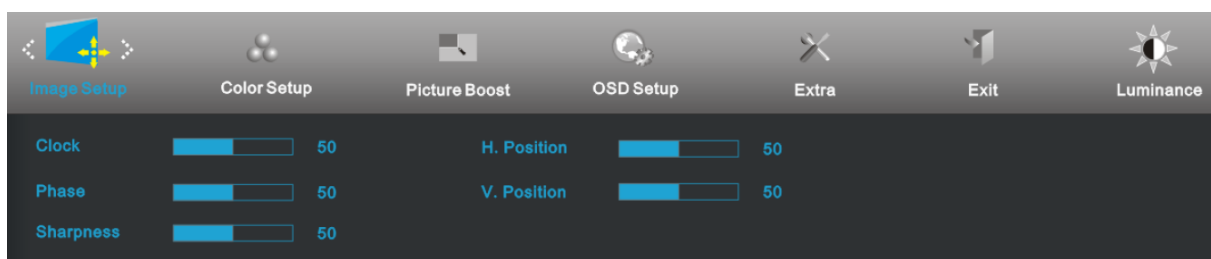 Image Setup Color Setup Picture Boost OSD Setup Extra Exit Luminance
Clock 50 H. Position 50
Phase 50 V. Position 50
Sharpness 50